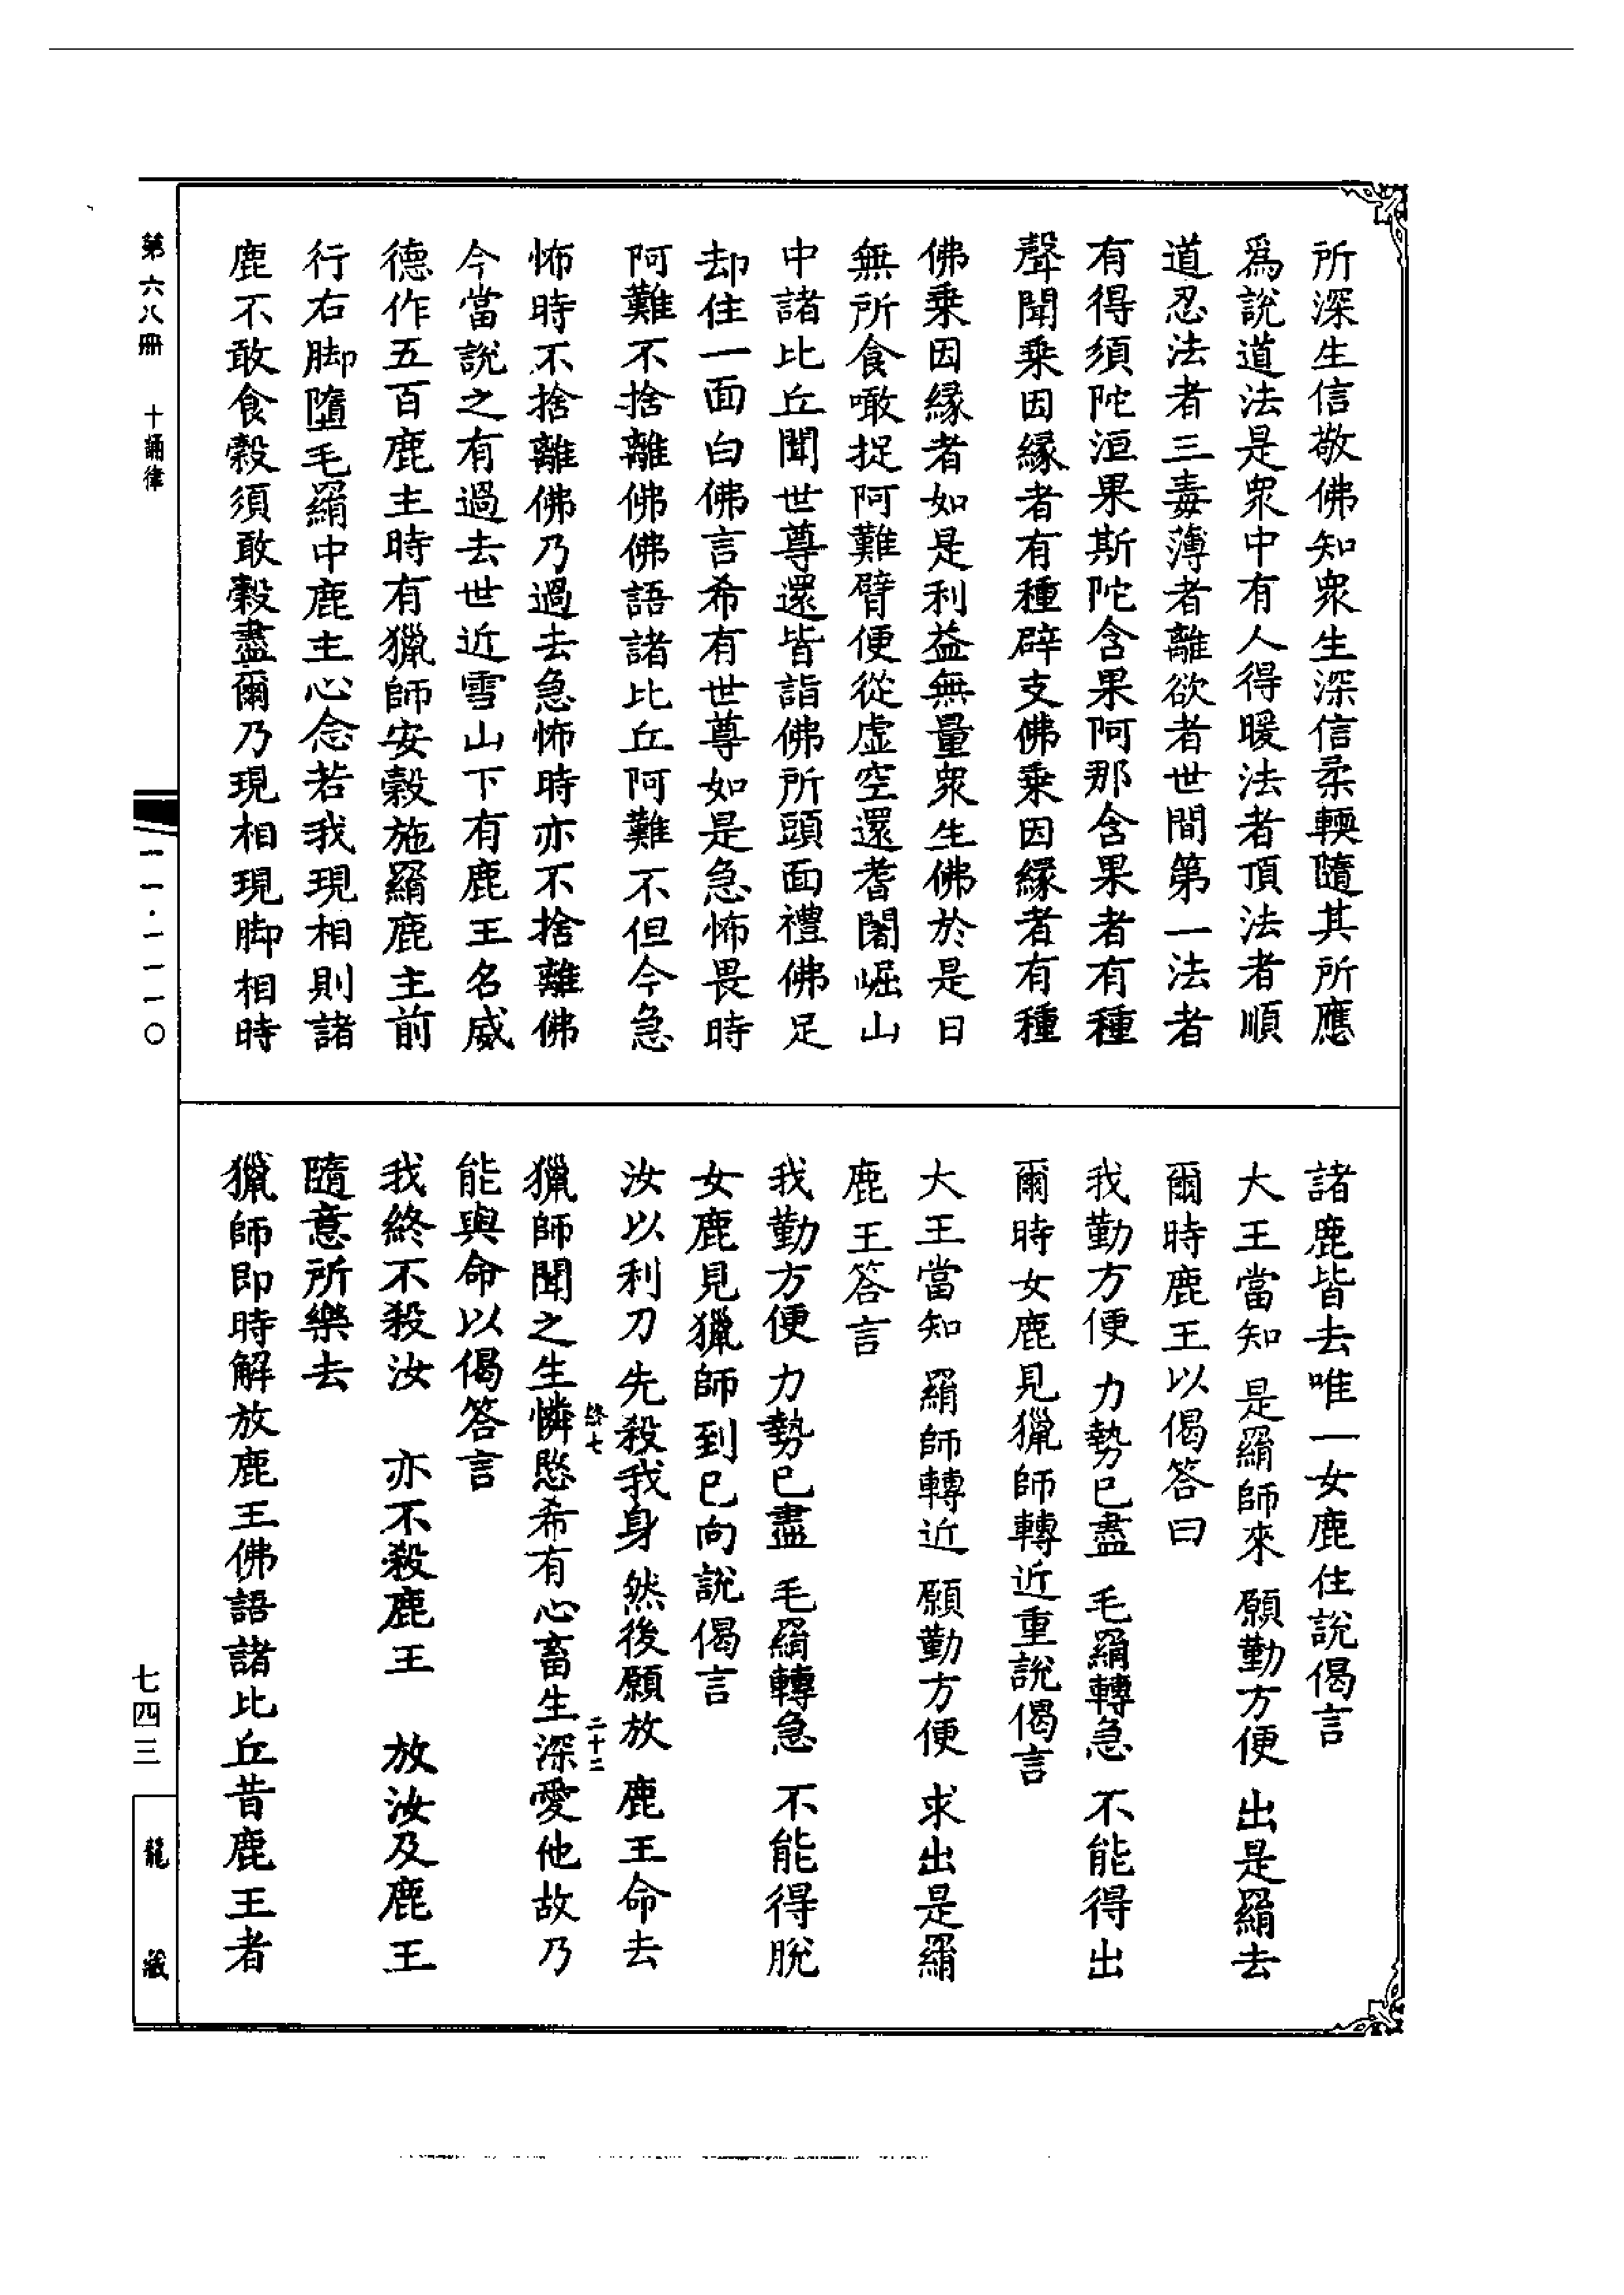 所深生信敬佛知衆生深信柔輭隨其所應
爲說道法是衆中有人得暖法者頂法者順
道忍法者三毒薄者離欲者世間第一法者
有得須陀洹果斯陀含果阿那含果者有種
聲聞乗因縁者有種辟支佛乗因縁者有種
佛乗因縁者如是利益無量衆生佛於是日
無所食噉捉阿難臂便從虛空還耆闍崛山
中諸比丘聞世尊還皆詣佛所頭面禮佛足
却住一面白佛言希有世尊如是急怖畏時
阿難不捨離佛佛語諸比丘阿難不但今急
怖時不捨離佛乃過去急怖時亦不捨離佛
今當說之有過去世近雪山下有鹿王名威
德作五百鹿主時有獵師安穀施羂鹿主前
行右脚墮毛羂中鹿主心念若我現相則諸
鹿不敢食穀須敢穀盡爾乃現相現脚相時
諸鹿皆去唯一女鹿住說偈言
大王當知 是羂師來 願勤方便 出是羂去
爾時鹿王以偈答曰
我勤方便 力勢已盡 毛羂轉急 不能得出
爾時女鹿見獵師轉近重說偈言
大王當知 羂師轉近 願勤方便 求出是羂
鹿王答言
我勤方便 力勢已盡 毛羂轉急 不能得脫
女鹿見獵師到已向說偈言
汝以利刀 先殺我身 然後願放 鹿王命去
終七 二十二
獵師聞之生憐愍希有心畜生深愛他故乃
能與命以偈答言
我終不殺汝 亦不殺鹿王 放汝及鹿王
隨意所樂去
獵師即時解放鹿王佛語諸比丘昔鹿王者
第六八冊 十誦律
一一·一一一〇
七四三
龍藏